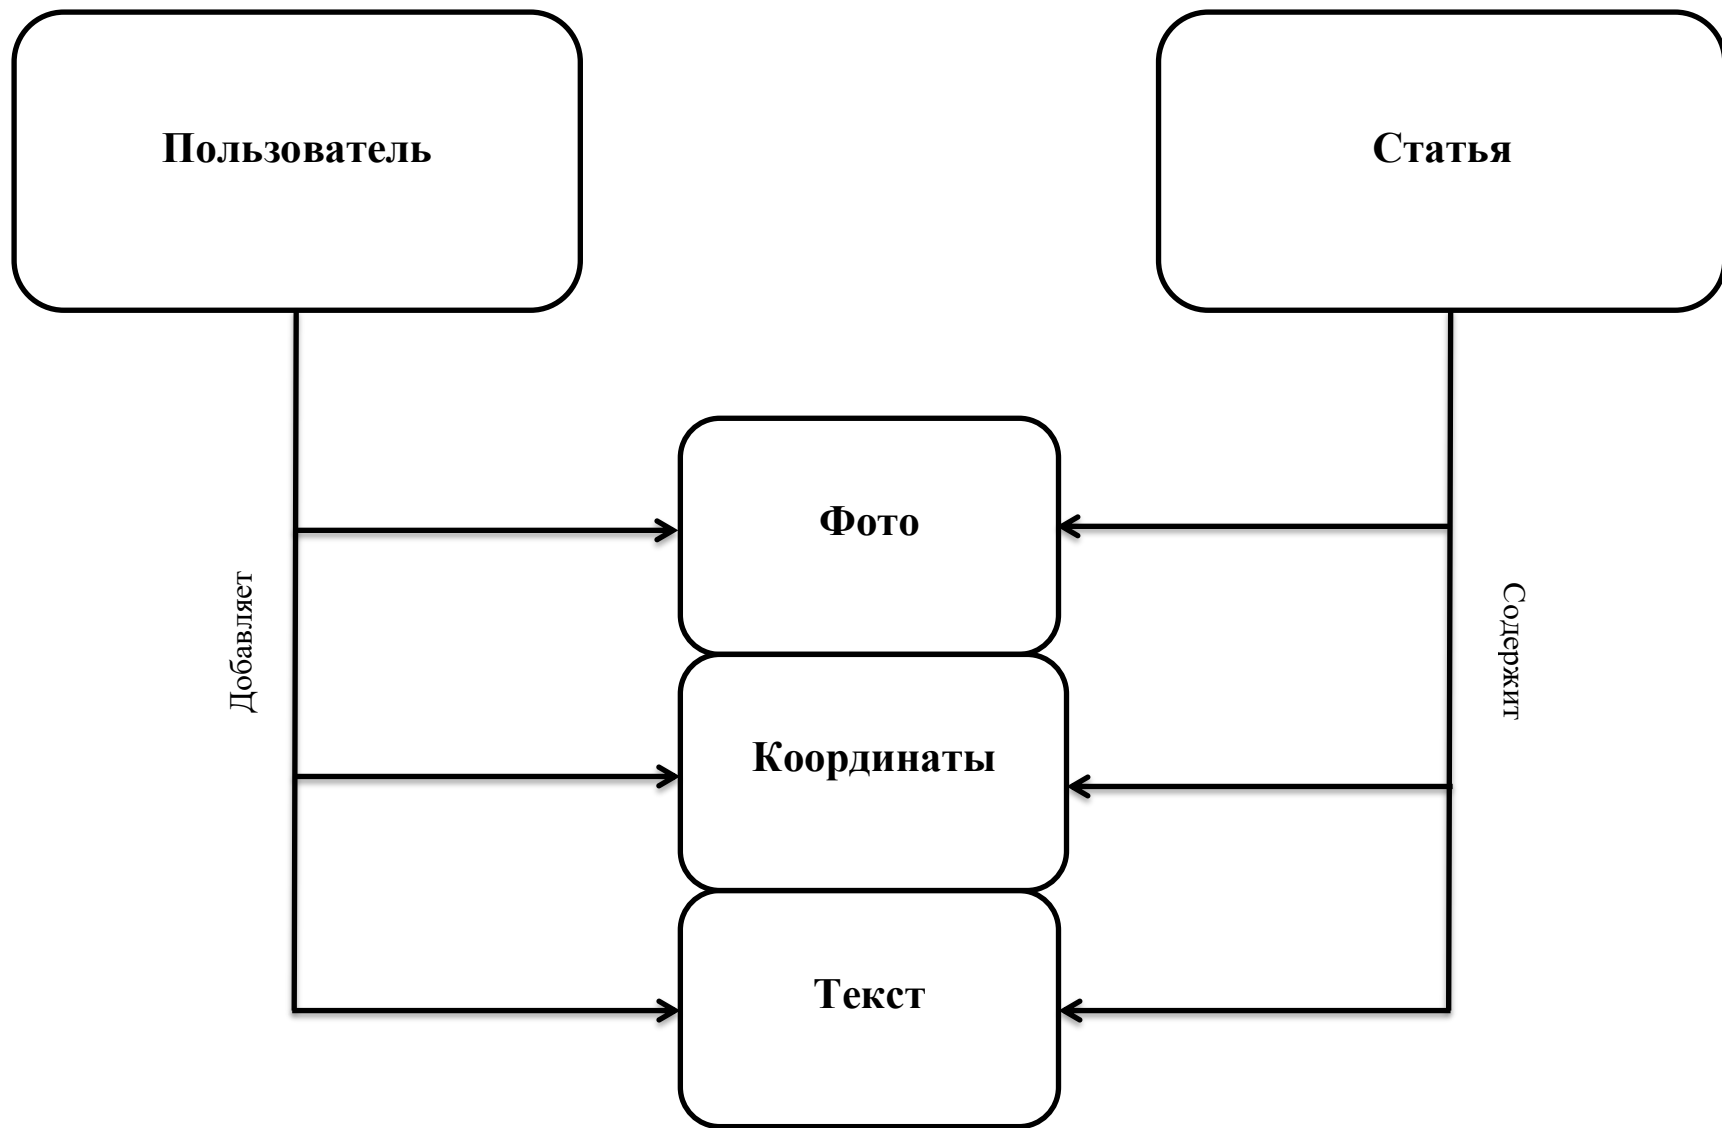 Пользователь
Статья
Фото
Добавляет
Содержит
Координаты
Текст